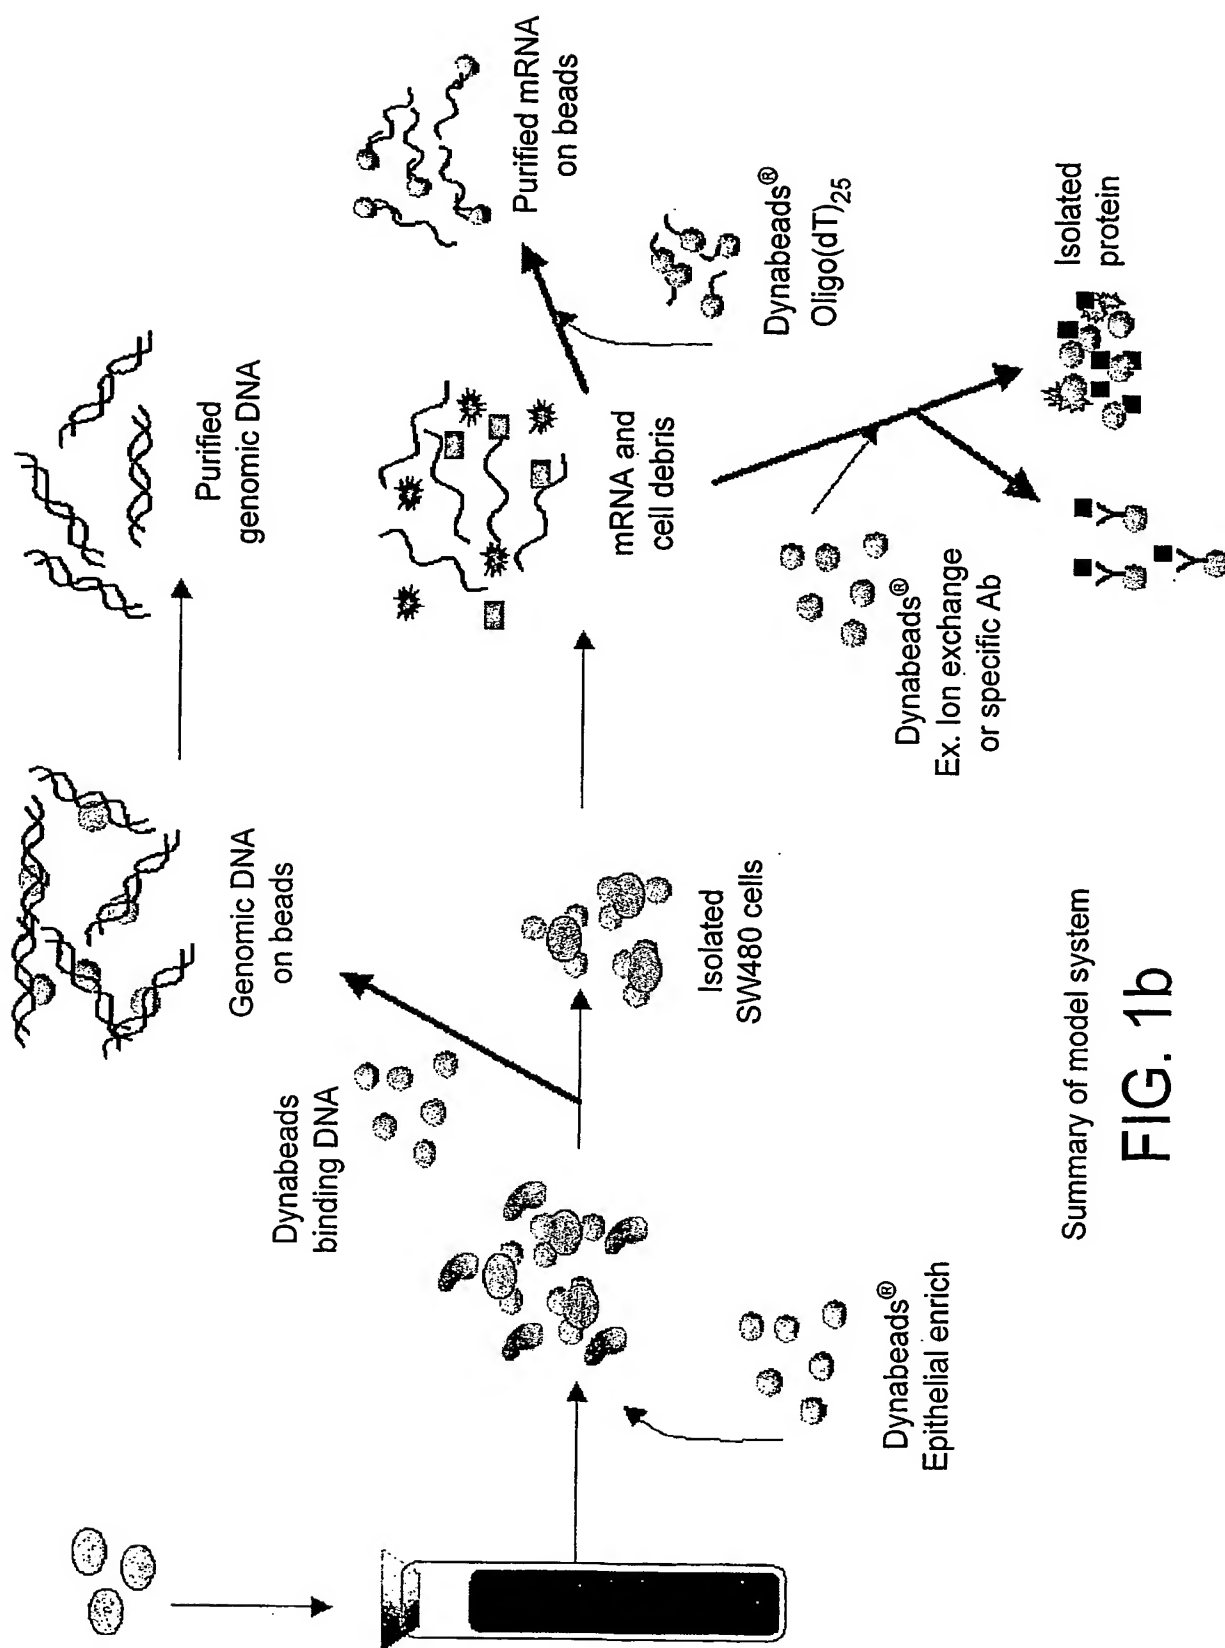 Dynabeads
binding DNA
Genomic DNA
on beads
Purified
genomic DNA
Dynabeads®
Epithelial enrich
Isolated
SW480 cells
mRNA and
cell debris
Purified mRNA
on beads
Dynabeads®
Oligo(dT)25
Dynabeads®
Ex. Ion exchange
or specific Ab
Isolated
protein
Summary of model system
FIG. 1b